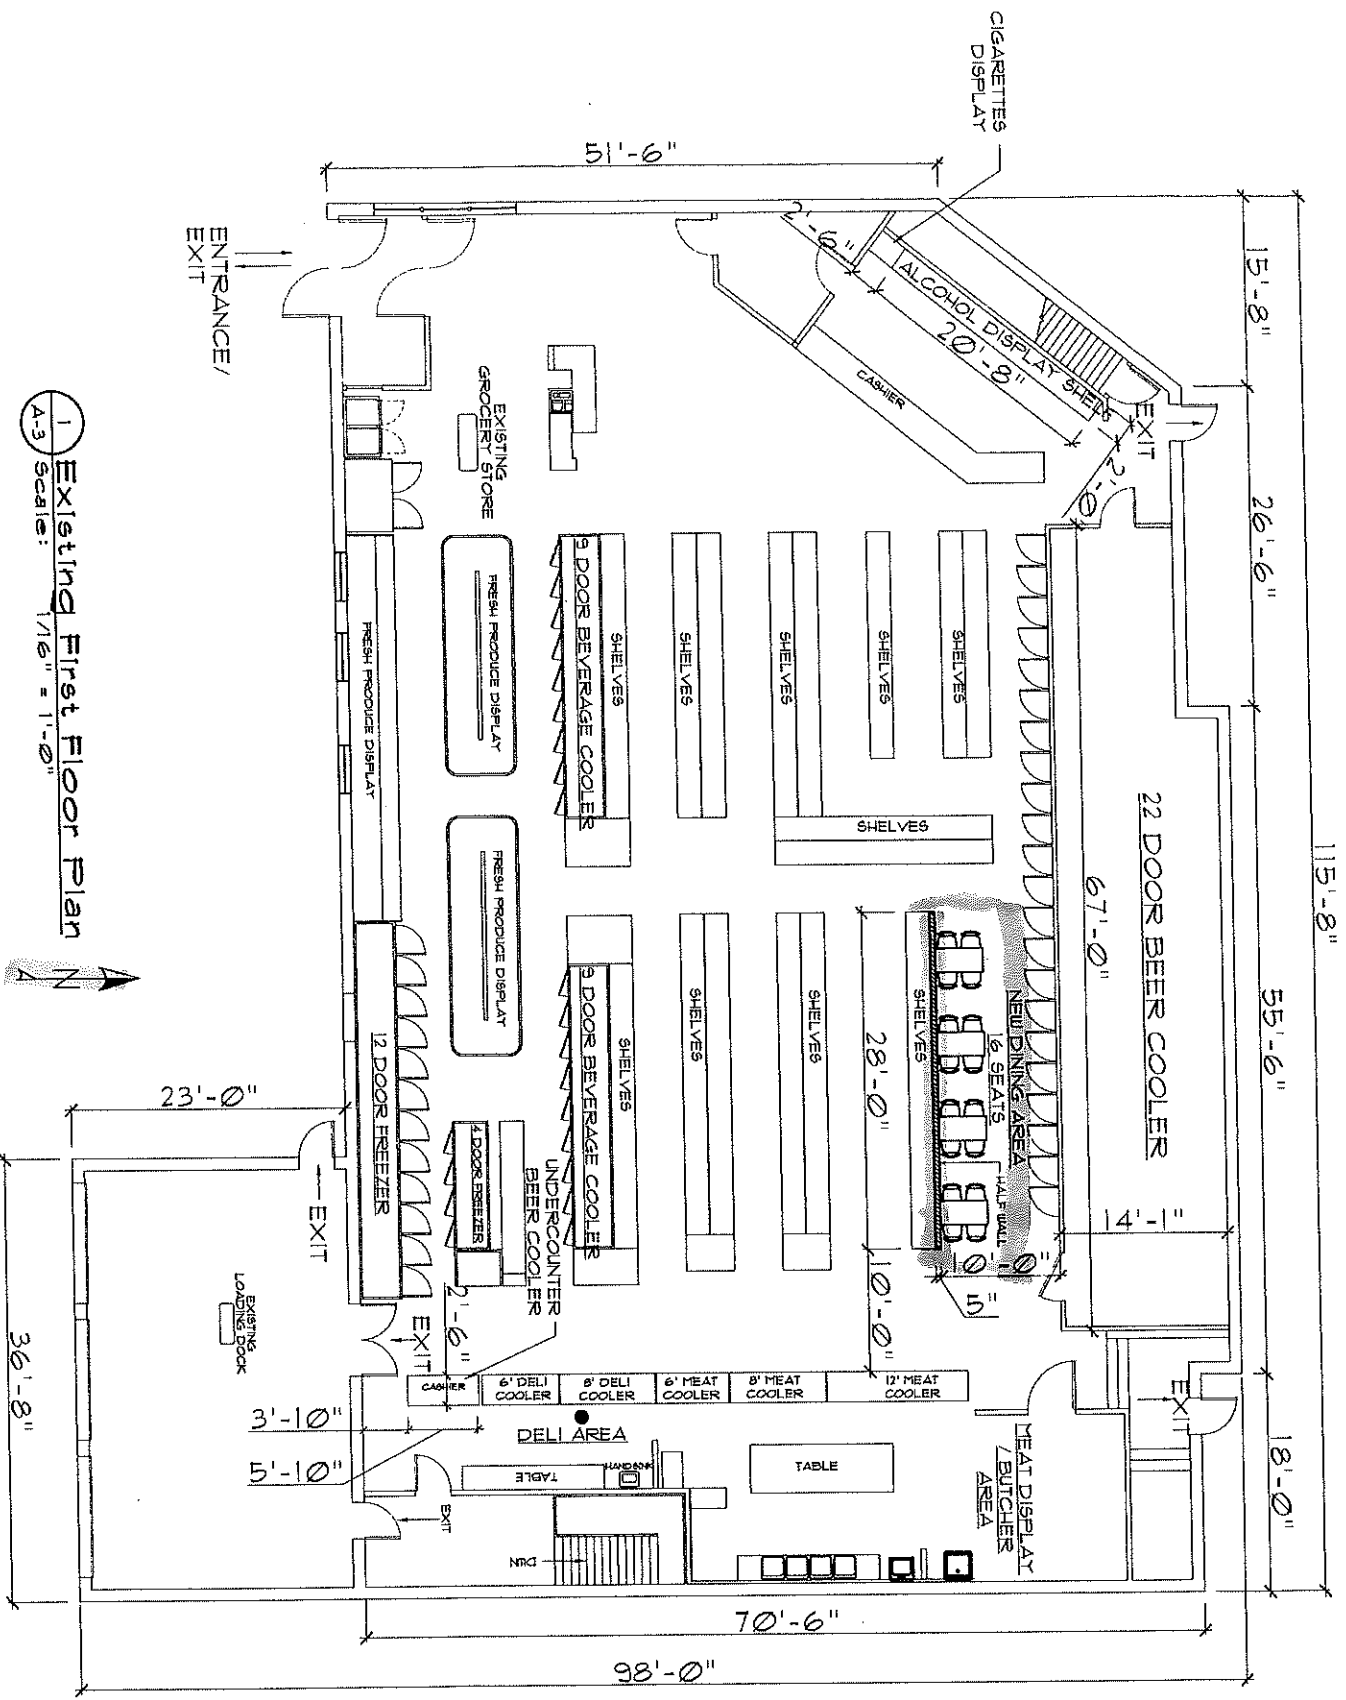 CIGARETTES
DISPLAY
51'-6"
15'-8"
115'-8"
26'-6"
55'-6"
18'-0"
ENTRANCE/
EXIT
2'-6"
ALCOHOL DISPLAY SHELVS
20'-8"
CASHIER
EXIT
2'-0"
EXISTING
GROCERY STORE
FRESH PRODUCE DISPLAY
FRESH PRODUCE DISPLAY
FRESH PRODUCE DISPLAY
9 DOOR BEVERAGE COOLER
SHELVES
SHELVES
SHELVES
SHELVES
SHELVES
SHELVES
22 DOOR BEER COOLER
67'-0"
14'-1"
NEW DINING AREA
16 SEATS
HALF WALL
SHELVES
28'-0"
10'-0"
5"
10'-0"
SHELVES
SHELVES
SHELVES
9 DOOR BEVERAGE COOLER
4 DOOR FREEZER
12 DOOR FREEZER
UNDERCOUNTER
BEER COOLER
2'-6"
EXIT
CASHIER
6' DELI
COOLER
8' DELI
COOLER
6' MEAT
COOLER
8' MEAT
COOLER
12' MEAT
COOLER
DELI AREA
3'-10"
5'-10"
TABLE
HANDSINK
TABLE
MEAT DISPLAY
/ BUTCHER
AREA
EXIT
EXIT
DN
EXIT
23'-0"
EXISTING
LOADING DOCK
36'-8"
70'-6"
98'-0"
1
A-3
Existing First Floor Plan
Scale: 1/16" = 1'-0"
N